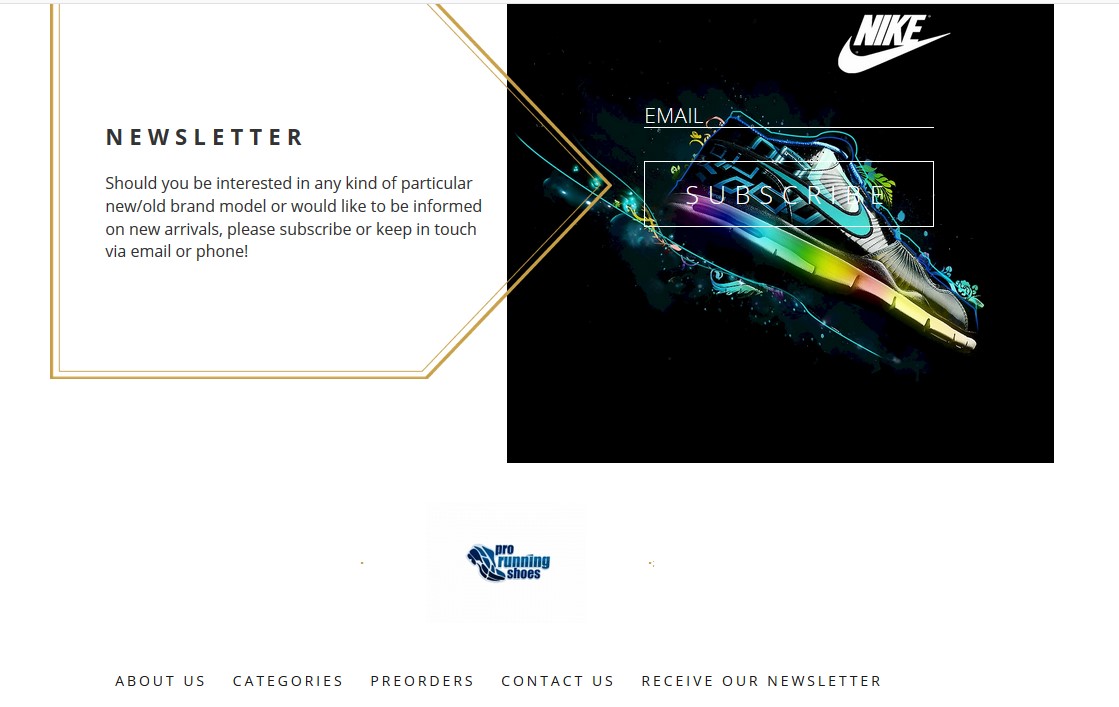 NIKE
EMAIL
SUBSCRIBE
NEWSLETTER
Should you be interested in any kind of particular
new/old brand model or would like to be informed
on new arrivals, please subscribe or keep in touch
via email or phone!
pro
running
shoes
ABOUT US CATEGORIES PREORDERS CONTACT US RECEIVE OUR NEWSLETTER